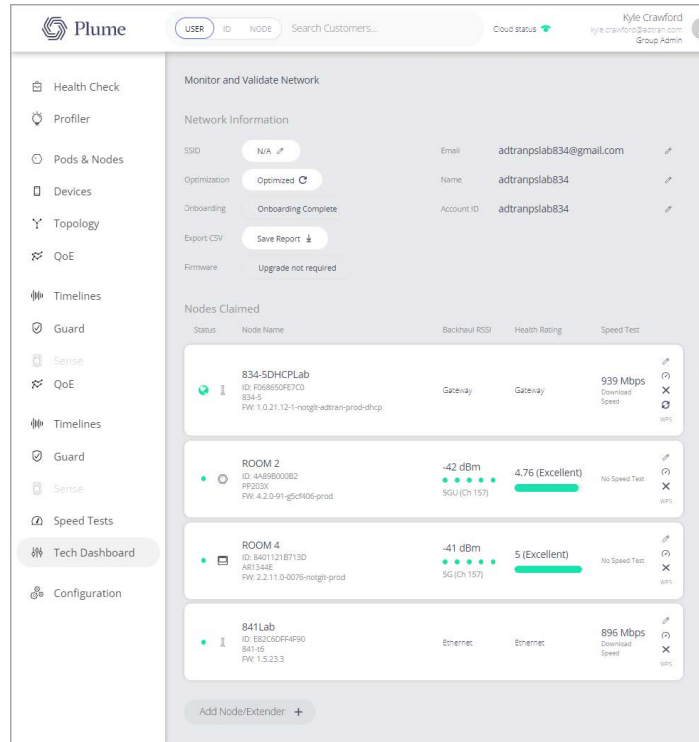 Plume
USER ID NODE Search Customers...
Cloud status
Kyle Crawford
kyle.crawford@adtran.com
Group Admin
Health Check
Profiler
Pods & Nodes
Devices
Topology
QoE
Timelines
Guard
Sense
QoE
Timelines
Guard
Sense
Speed Tests
Tech Dashboard
Configuration
Monitor and Validate Network
Network Information
SSID N/A
Email adtranpslab834@gmail.com
Optimization Optimized
Name adtranpslab834
Onboarding Onboarding Complete
Account ID adtranpslab834
Export CSV Save Report
Firmware Upgrade not required
Nodes Claimed
Status Node Name Backhaul RSSI Health Rating Speed Test
834-5DHCPLab
ID: F068650FE7C0
834-5
FW: 1.0.21.12-1-notgit-adtran-prod-dhcp
Gateway Gateway
939 Mbps
Download
Speed
WPS
ROOM 2
ID: 4A89B000B2
PP203X
FW: 4.2.0-91-g5cf406-prod
-42 dBm
5GU (Ch 157)
4.76 (Excellent)
No Speed Test
WPS
ROOM 4
ID: 8401121B713D
AR1344E
FW: 2.2.11.0-0076-notgit-prod
-41 dBm
5G (Ch 157)
5 (Excellent)
No Speed Test
WPS
841Lab
ID: E82C6DFF4F90
841-t6
FW: 1.5.23.3
Ethernet Ethernet
896 Mbps
Download
Speed
WPS
Add Node/Extender +